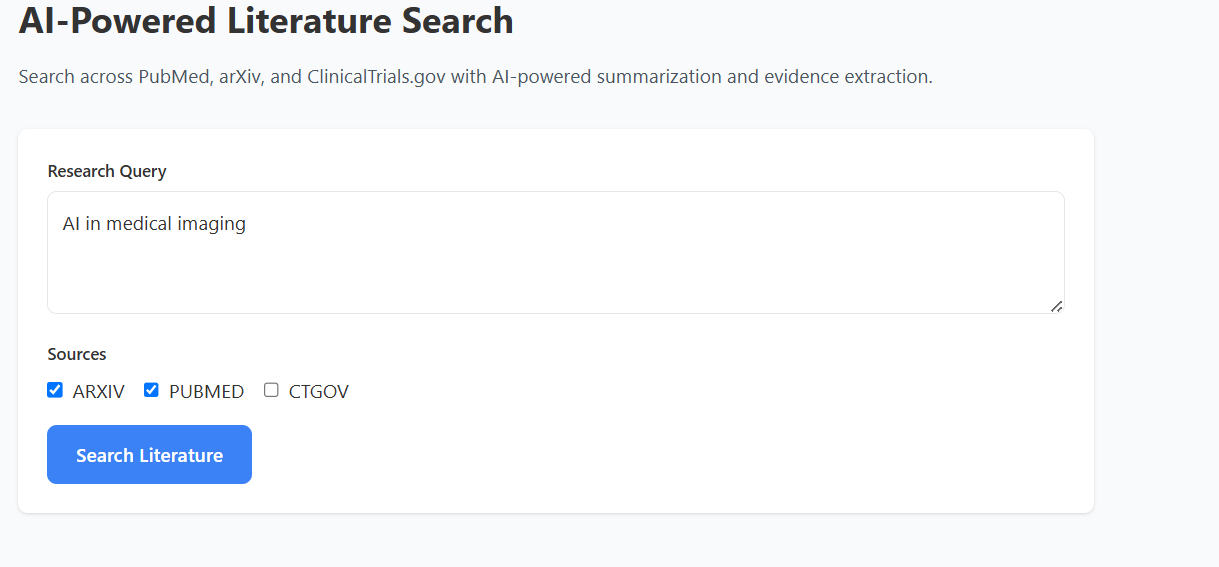 AI-Powered Literature Search
Search across PubMed, arXiv, and ClinicalTrials.gov with AI-powered summarization and evidence extraction.
Research Query
AI in medical imaging
Sources
ARXIV PUBMED CTGOV
Search Literature